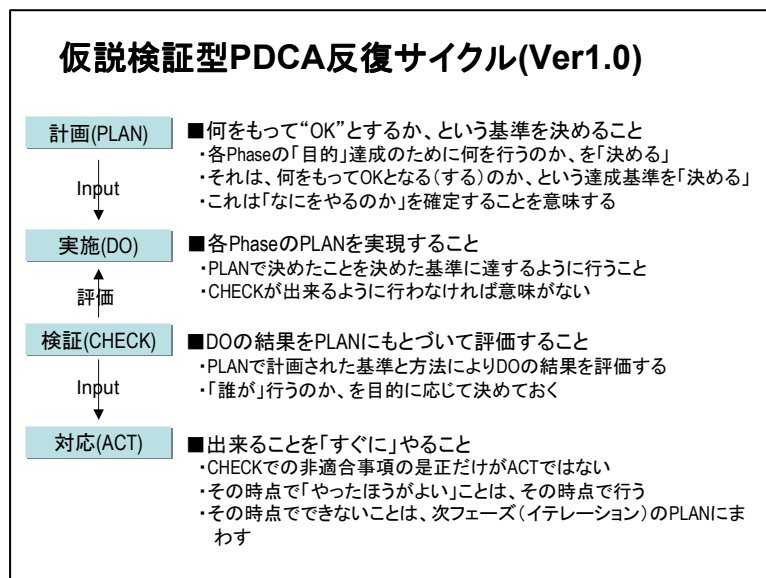 仮説検証型PDCA反復サイクル(Ver1.0)
計画(PLAN)
■何をもって“OK”とするか、という基準を決めること
・各Phaseの「目的」達成のために何を行うのか、を「決める」
・それは、何をもってOKとなる(する)のか、という達成基準を「決める」
・これは「なにをやるのか」を確定することを意味する
Input
実施(DO)
■各PhaseのPLANを実現すること
・PLANで決めたことを決めた基準に達するように行うこと
・CHECKが出来るように行わなければ意味がない
評価
検証(CHECK)
■DOの結果をPLANにもとづいて評価すること
・PLANで計画された基準と方法によりDOの結果を評価する
・「誰が」行うのか、を目的に応じて決めておく
Input
対応(ACT)
■出来ることを「すぐに」やること
・CHECKでの非適合事項の是正だけがACTではない
・その時点で「やったほうがよい」ことは、その時点で行う
・その時点でできないことは、次フェーズ(イテレーション)のPLANにま
わす